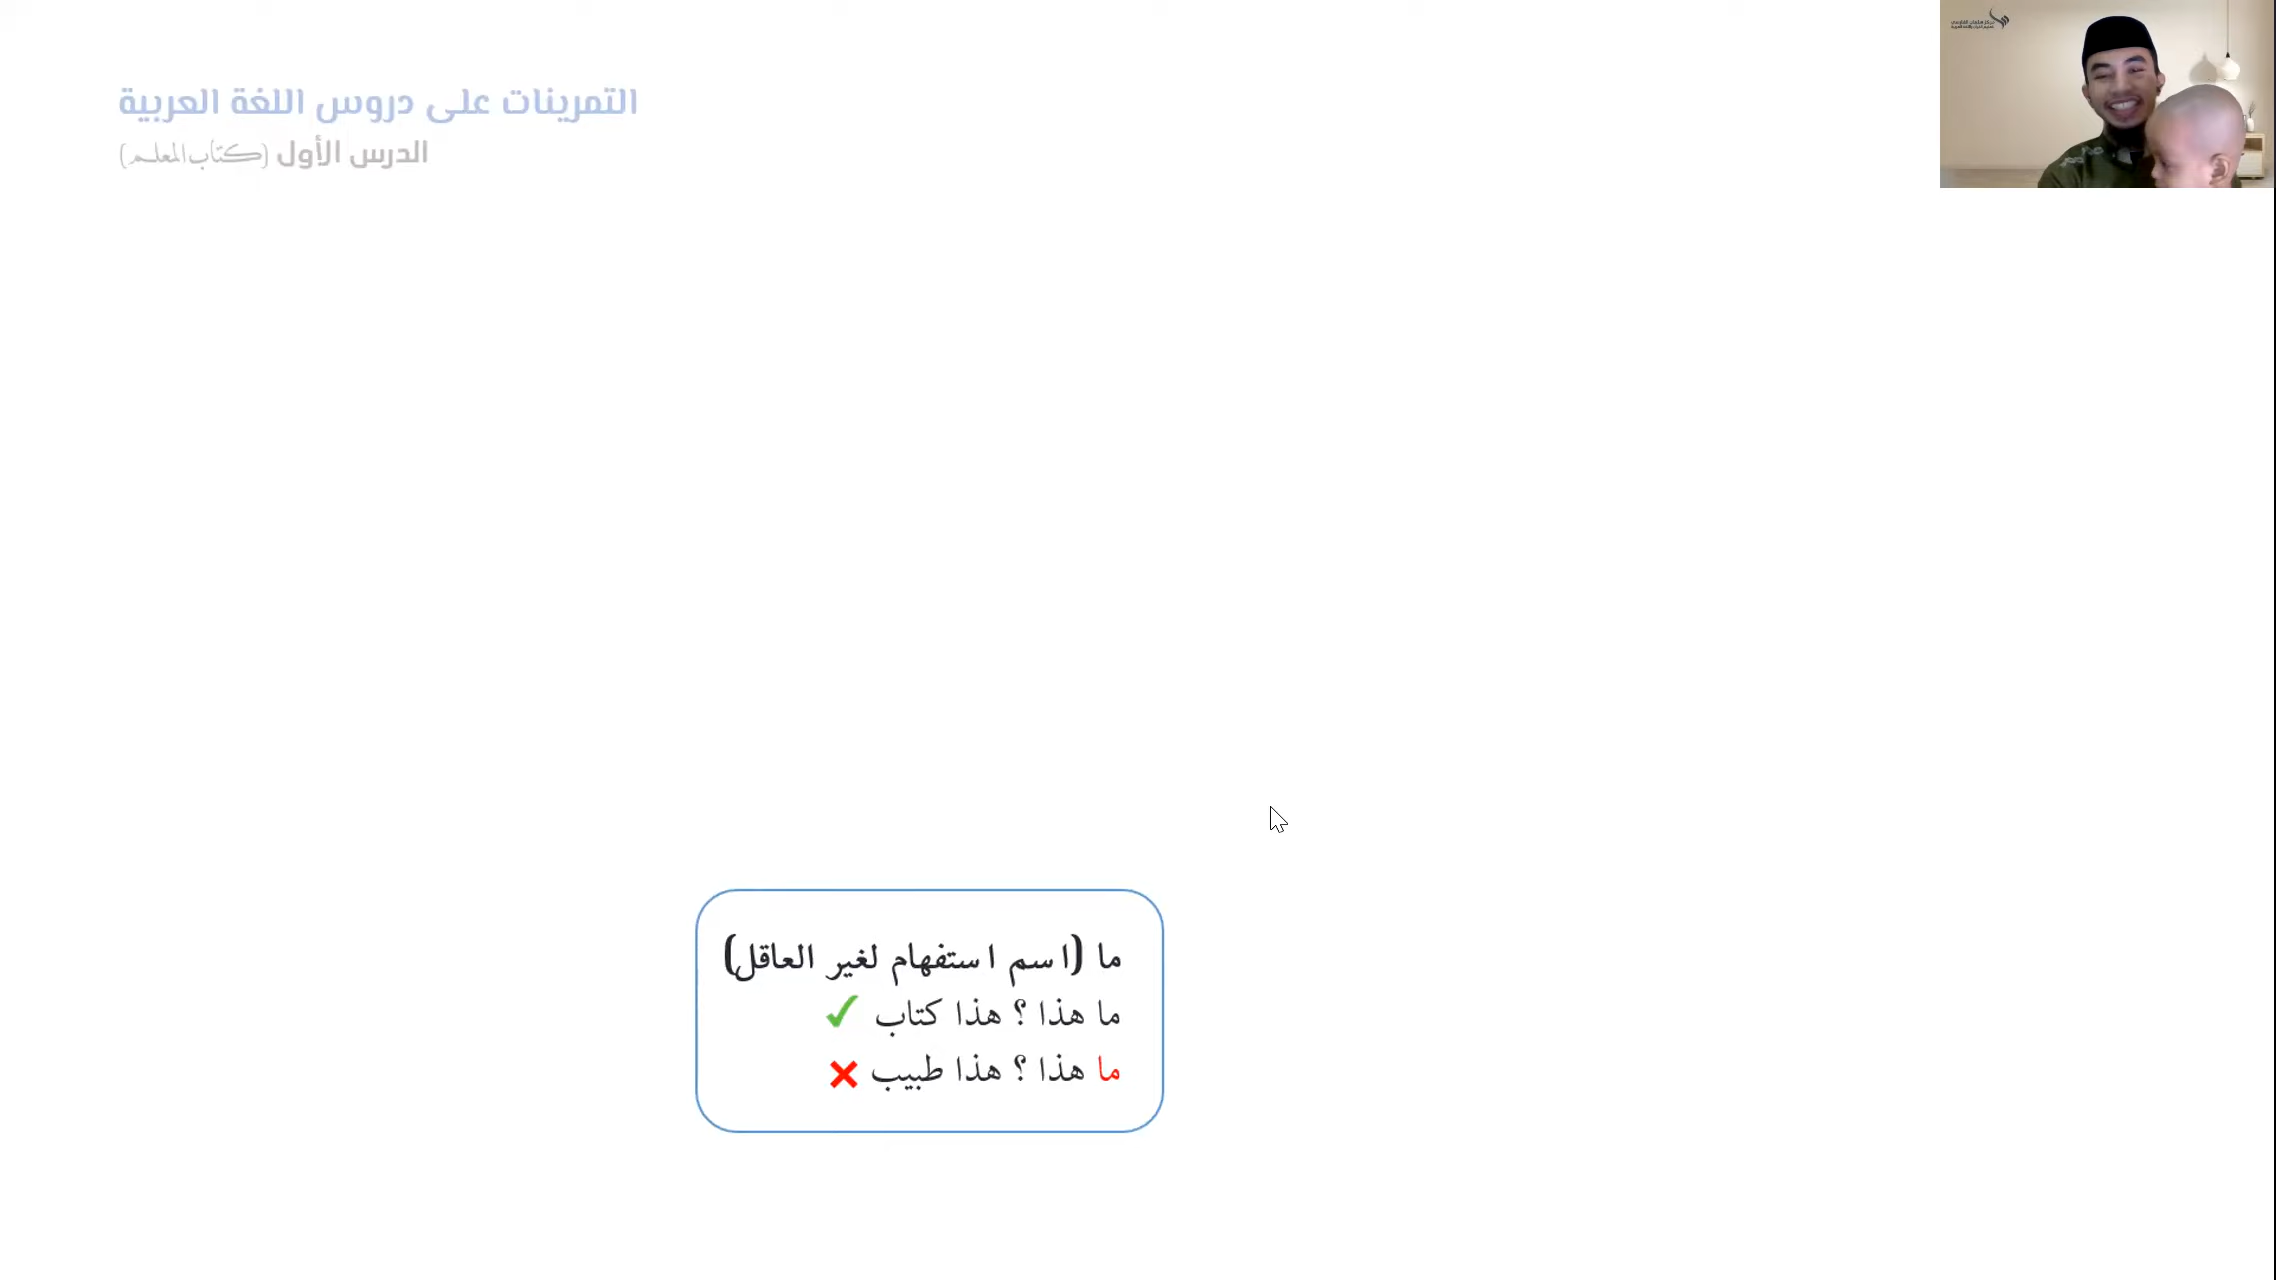 التمرينات على دروس اللغة العربية
الدرس الأول (كتاب المعلم)
ما (اسم استفهام لغير العاقل)
ما هذا ؟ هذا كتاب
ما هذا ؟ هذا طبيب